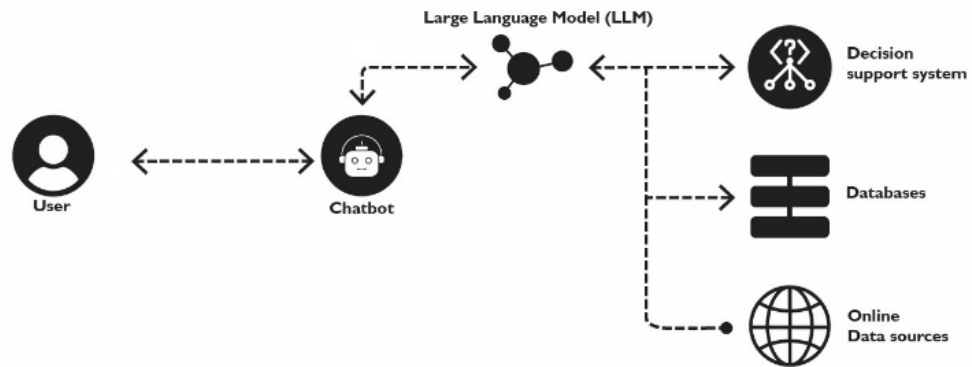 Large Language Model (LLM)
Decision
support system
User
Chatbot
Databases
Online
Data sources